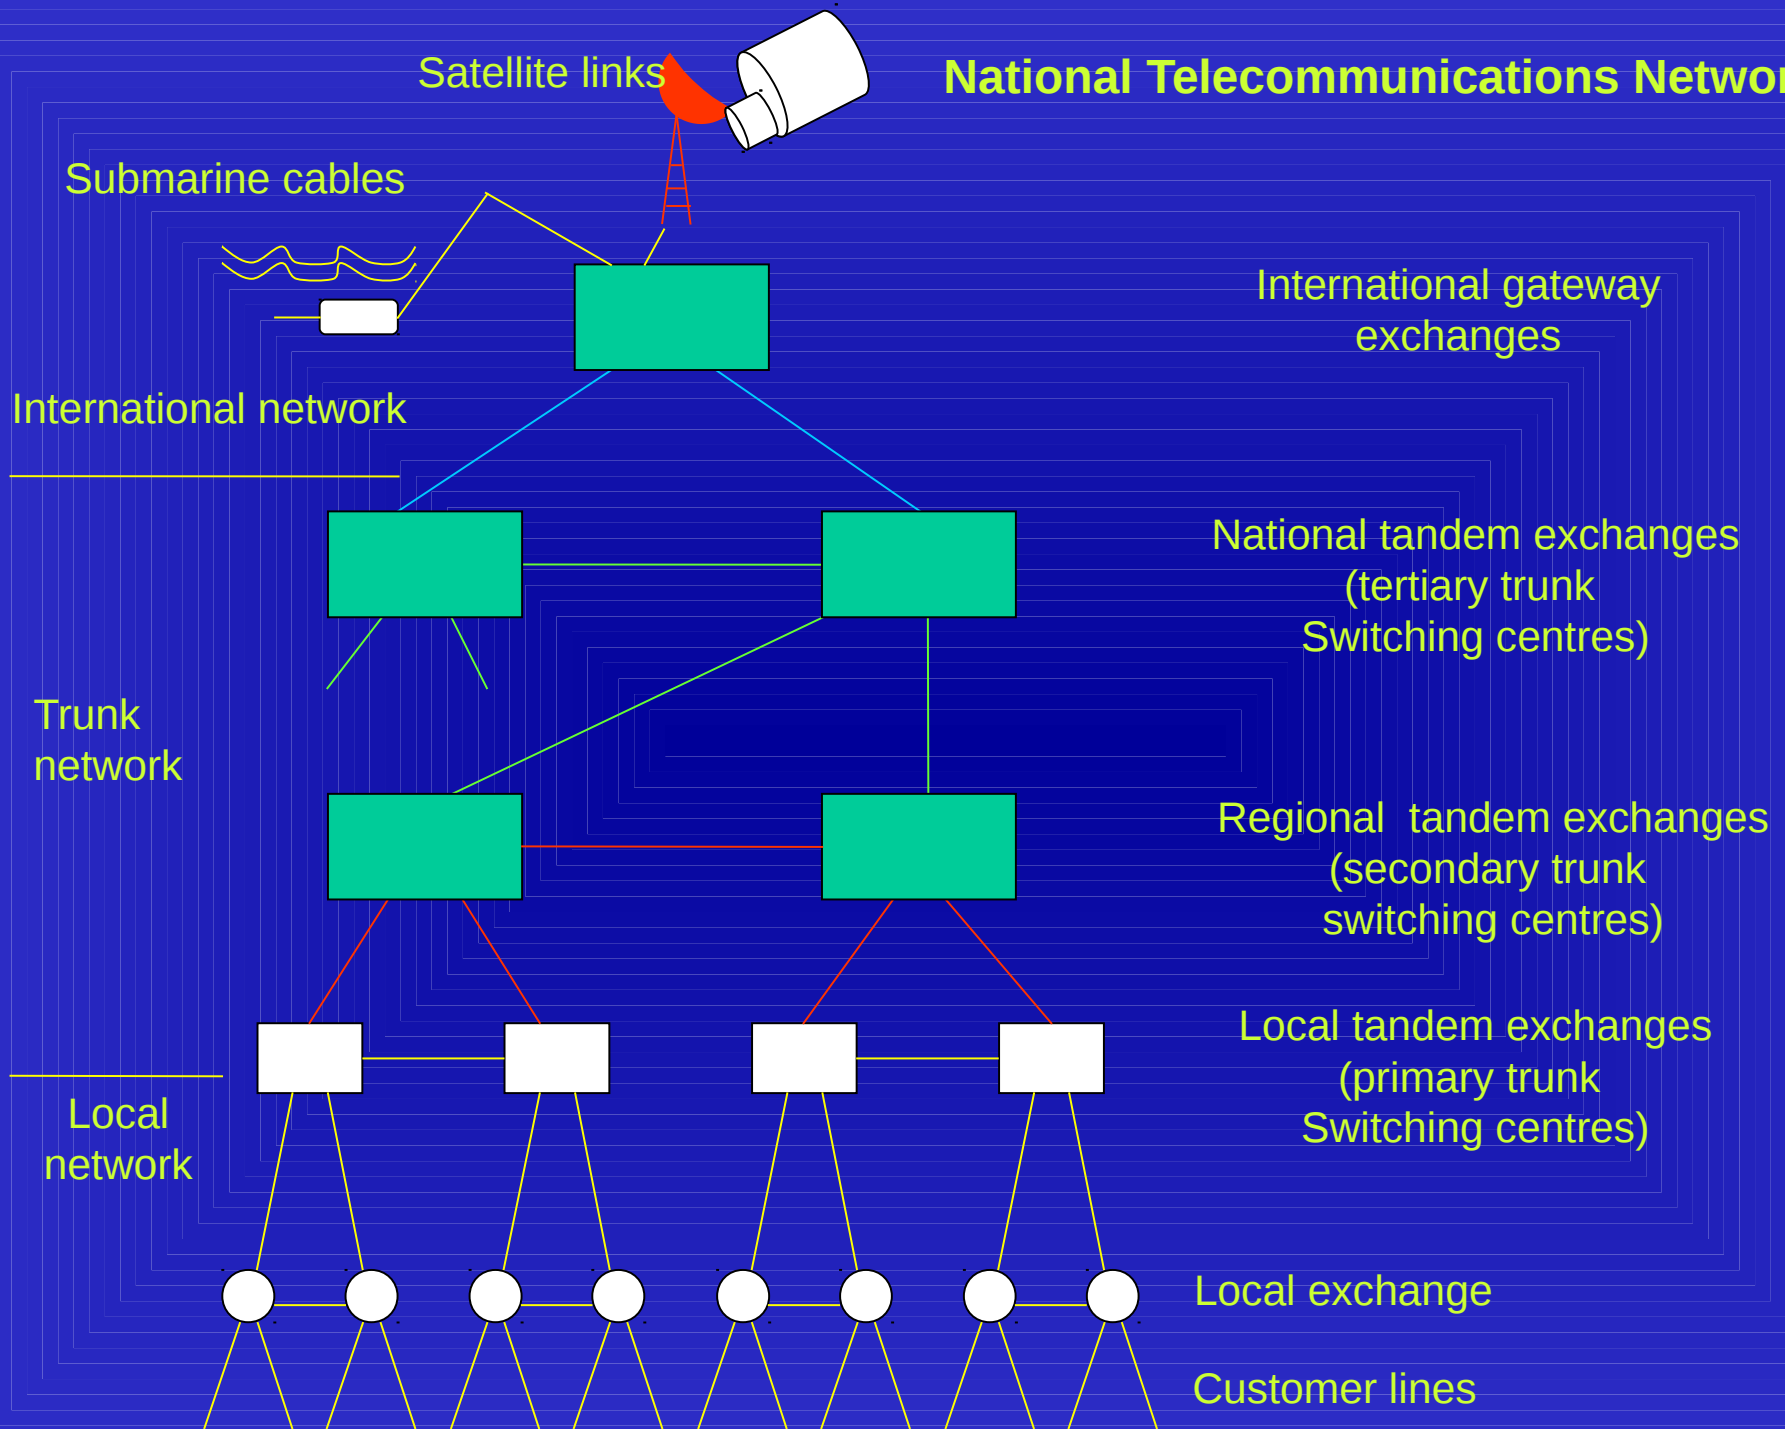 Satellite links
National Telecommunications Networ
Submarine cables
International gateway
exchanges
International network
National tandem exchanges
(tertiary trunk
Switching centres)
Trunk
network
Regional  tandem exchanges
(secondary trunk
switching centres)
Local tandem exchanges
(primary trunk
Switching centres)
Local
network
Local exchange
Customer lines